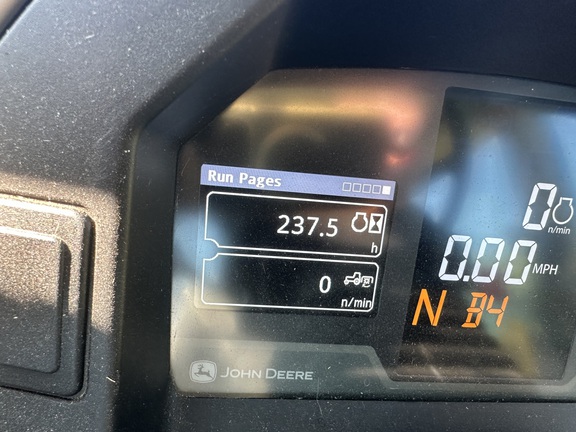 Run Pages
237.5
h
0
n/min
JOHN DEERE
0
n/min
0.00 MPH
N B4